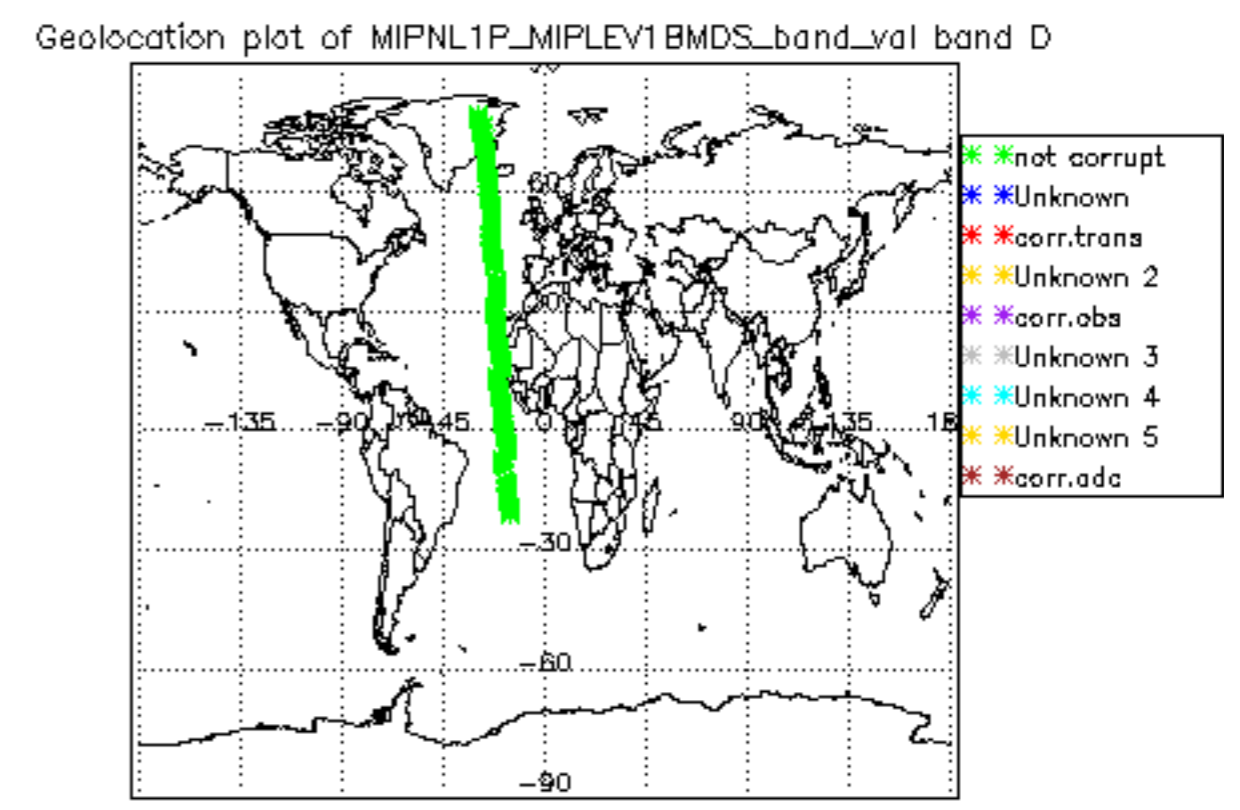 Geolocation plot of MIPNL1P_MIPLEV1BMDS_band_val band D
not corrupt
Unknown
corr.trans
Unknown 2
corr.obs
Unknown 3
Unknown 4
Unknown 5
corr.adc
60
-135 -90 -45 0 45 90 135
-30
-60
-90